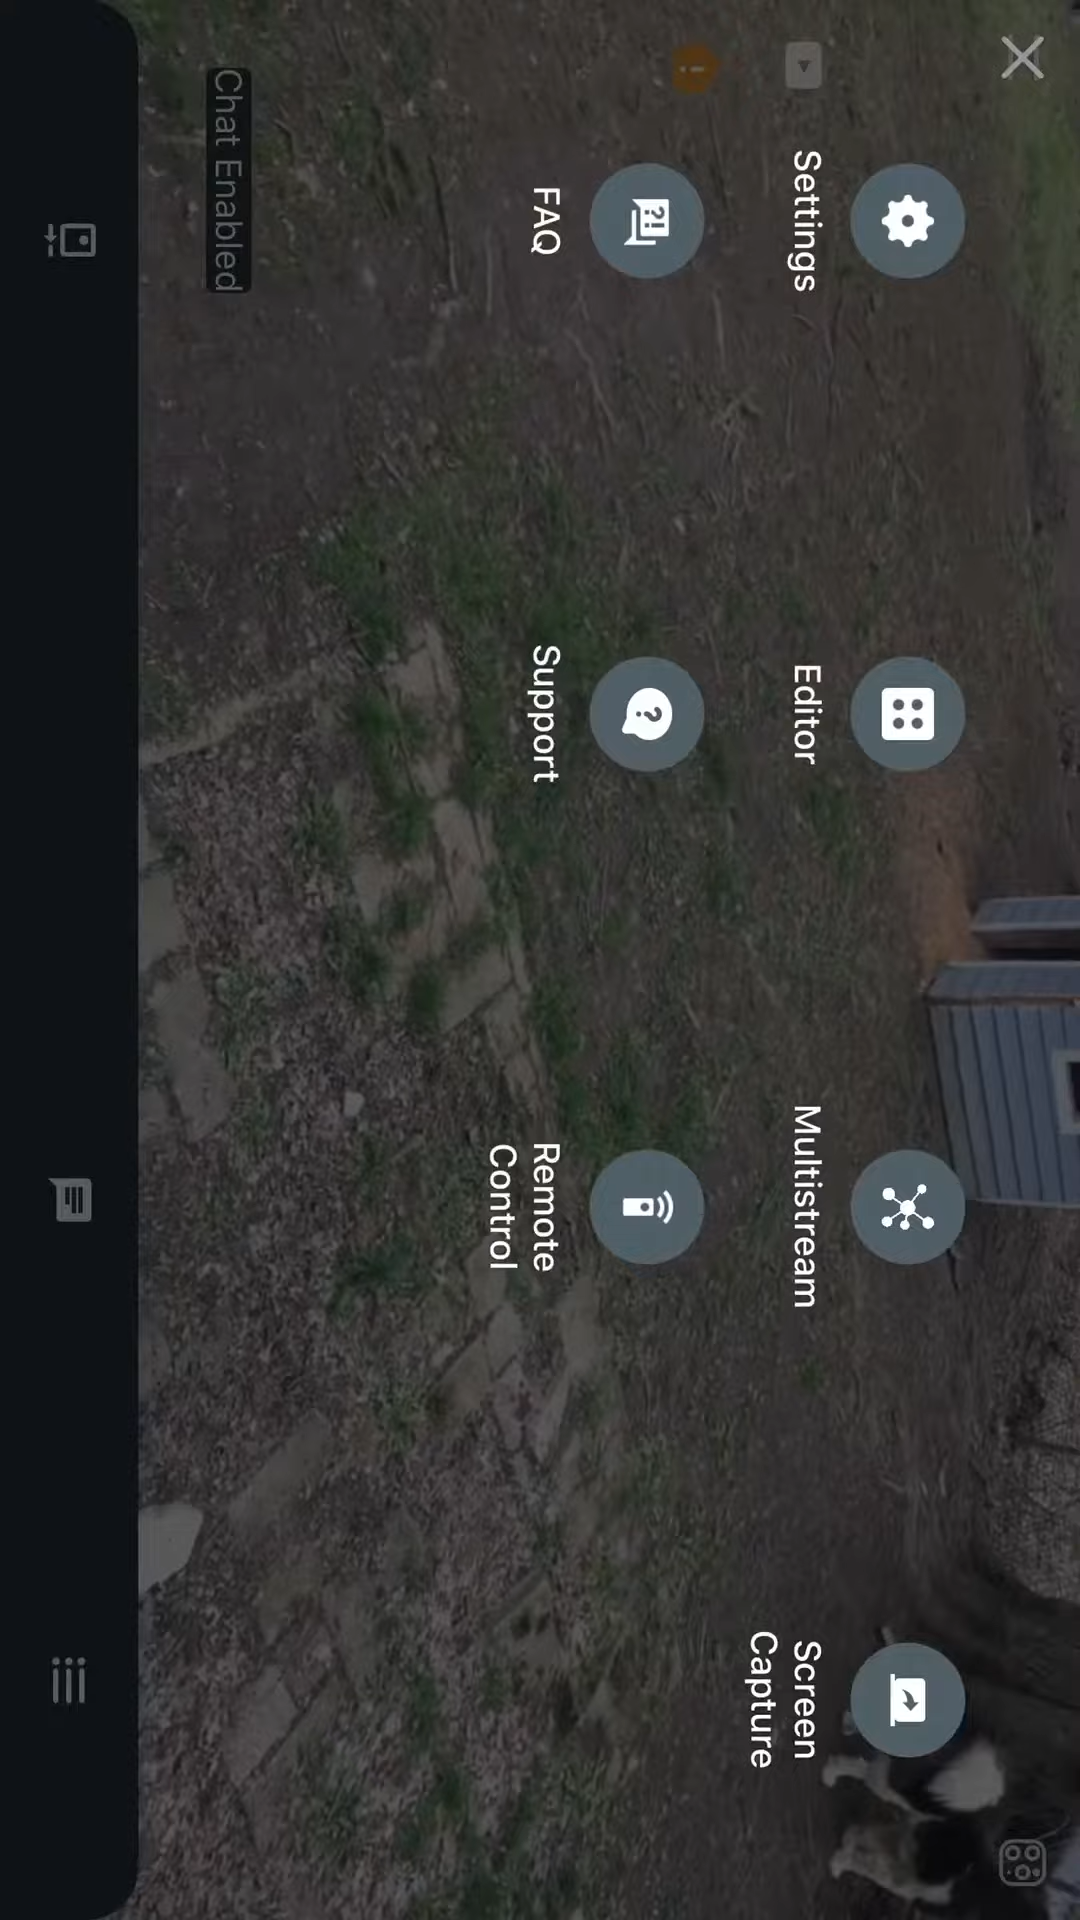 Settings
Editor
Multistream
Screen
Capture
FAQ
Support
Remote
Control
Chat Enabled